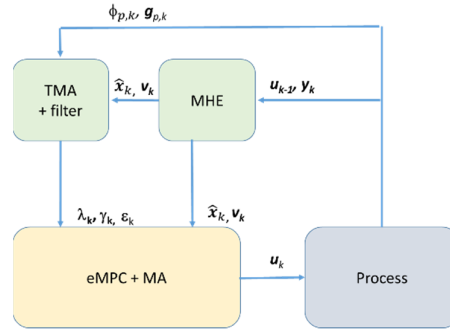 ϕp,k, gp,k
TMA
+ filter
x̂k, vk
MHE
uk-1, yk
λk, γk, εk
x̂k, vk
eMPC + MA
uk
Process